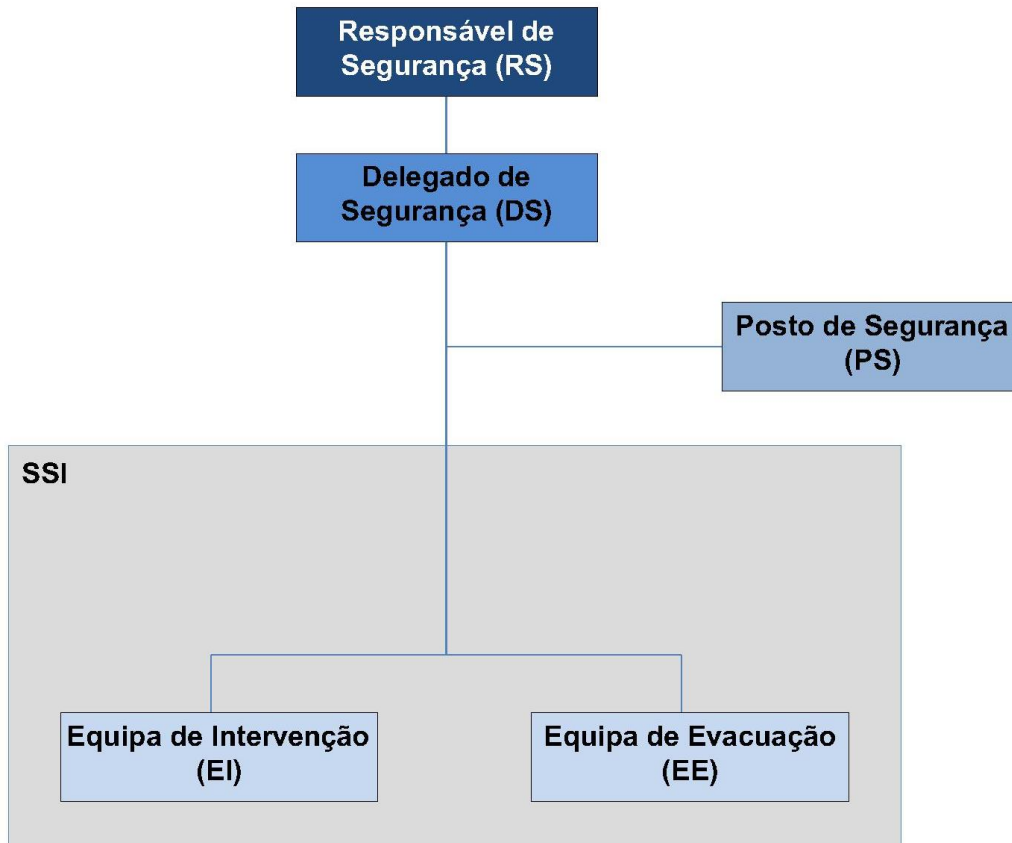 Responsável de
Segurança (RS)
Delegado de
Segurança (DS)
Posto de Segurança
(PS)
SSI
Equipa de Intervenção
(EI)
Equipa de Evacuação
(EE)